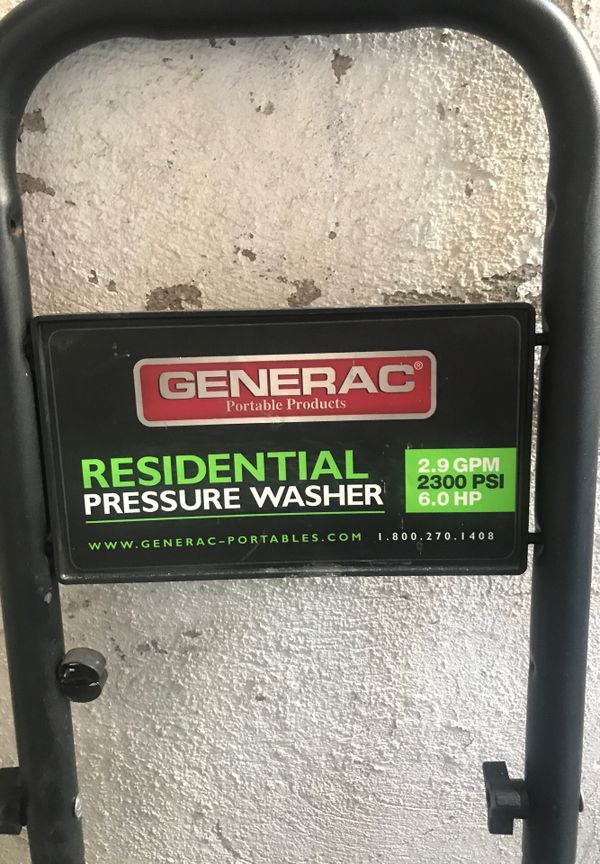 GENERAC®
Portable Products
RESIDENTIAL
PRESSURE WASHER
2.9 GPM
2300 PSI
6.0 HP
WWW.GENERAC-PORTABLES.COM 1.800.270.1408